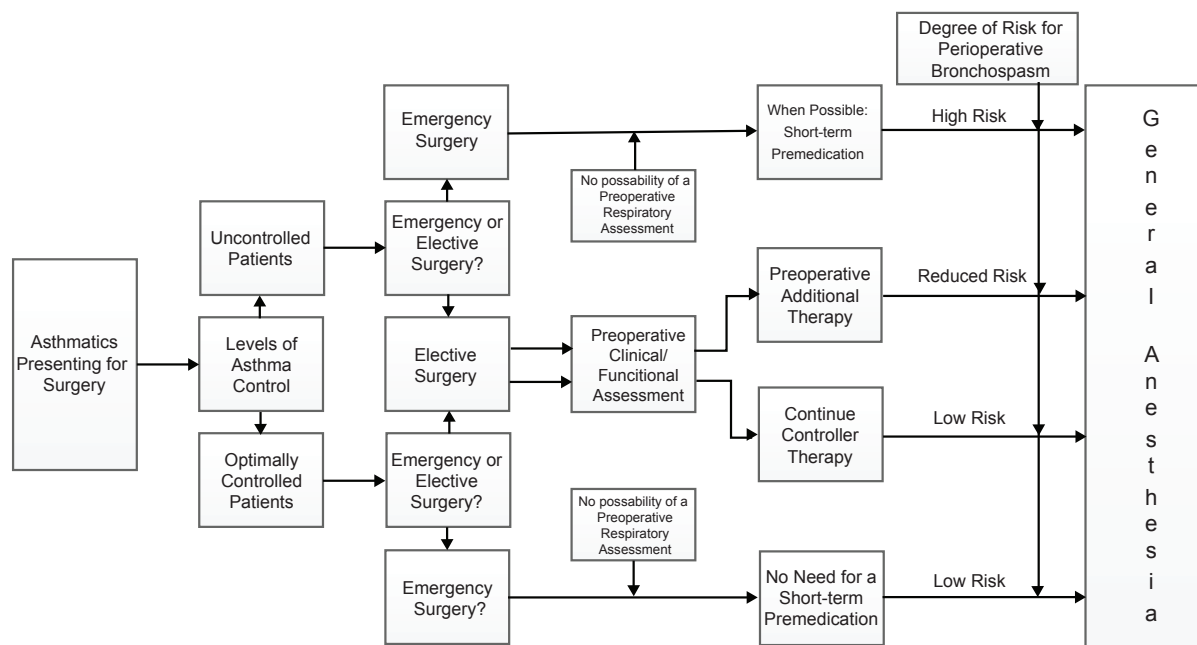 Degree of Risk for
Perioperative
Bronchospasm
Emergency
Surgery
When Possible:
Short-term
Premedication
High Risk
No possability of a
Preoperative
Respiratory
Assessment
Uncontrolled
Patients
Emergency or
Elective
Surgery?
Preoperative
Additional
Therapy
Reduced Risk
Asthmatics
Presenting for
Surgery
Levels of
Asthma
Control
Elective
Surgery
Preoperative
Clinical/
Funcitional
Assessment
Continue
Controller
Therapy
Low Risk
Optimally
Controlled
Patients
Emergency or
Elective
Surgery?
No possability of a
Preoperative
Respiratory
Assessment
Emergency
Surgery?
No Need for a
Short-term
Premedication
Low Risk
General Anesthesia